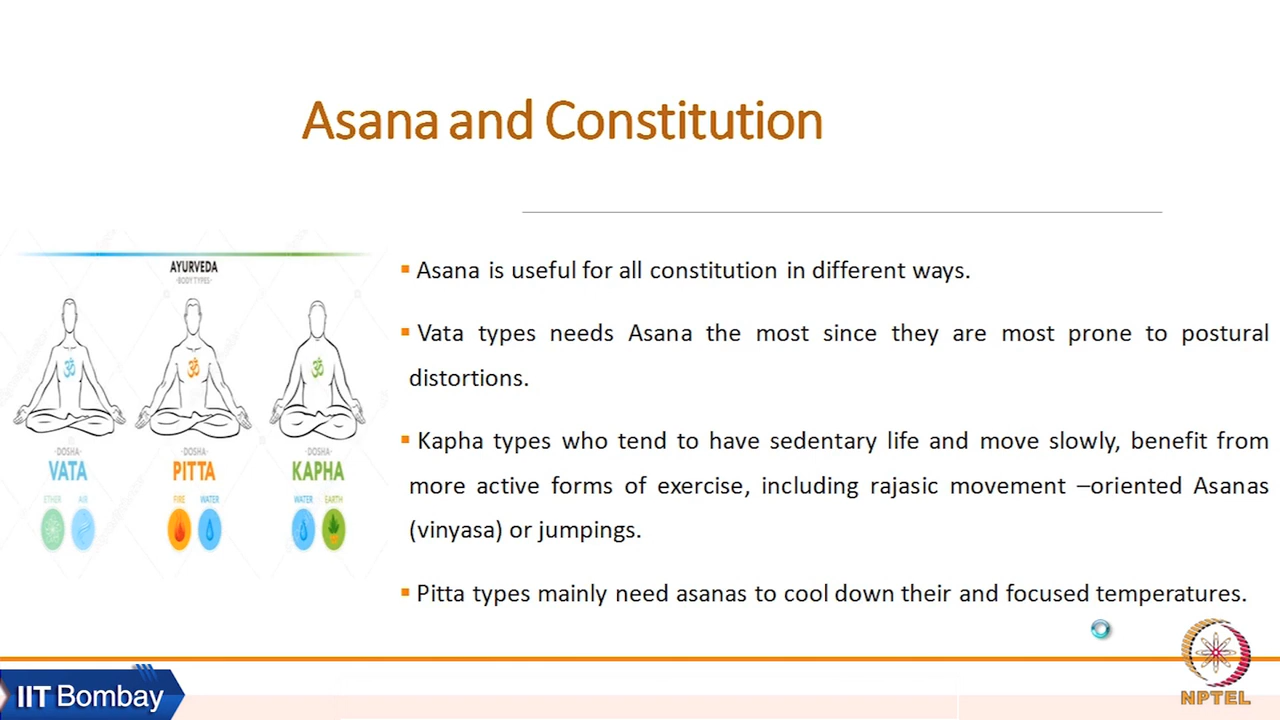 Asana and Constitution
AYURVEDA
-BODY TYPES-
ॐ ॐ ॐ
-DOSHA- -DOSHA- -DOSHA-
VATA PITTA KAPHA
ETHER AIR FIRE WATER WATER EARTH
▪ Asana is useful for all constitution in different ways.
▪ Vata types needs Asana the most since they are most prone to postural
distortions.
▪ Kapha types who tend to have sedentary life and move slowly, benefit from
more active forms of exercise, including rajasic movement –oriented Asanas
(vinyasa) or jumpings.
▪ Pitta types mainly need asanas to cool down their and focused temperatures.
IIT Bombay
NPTEL